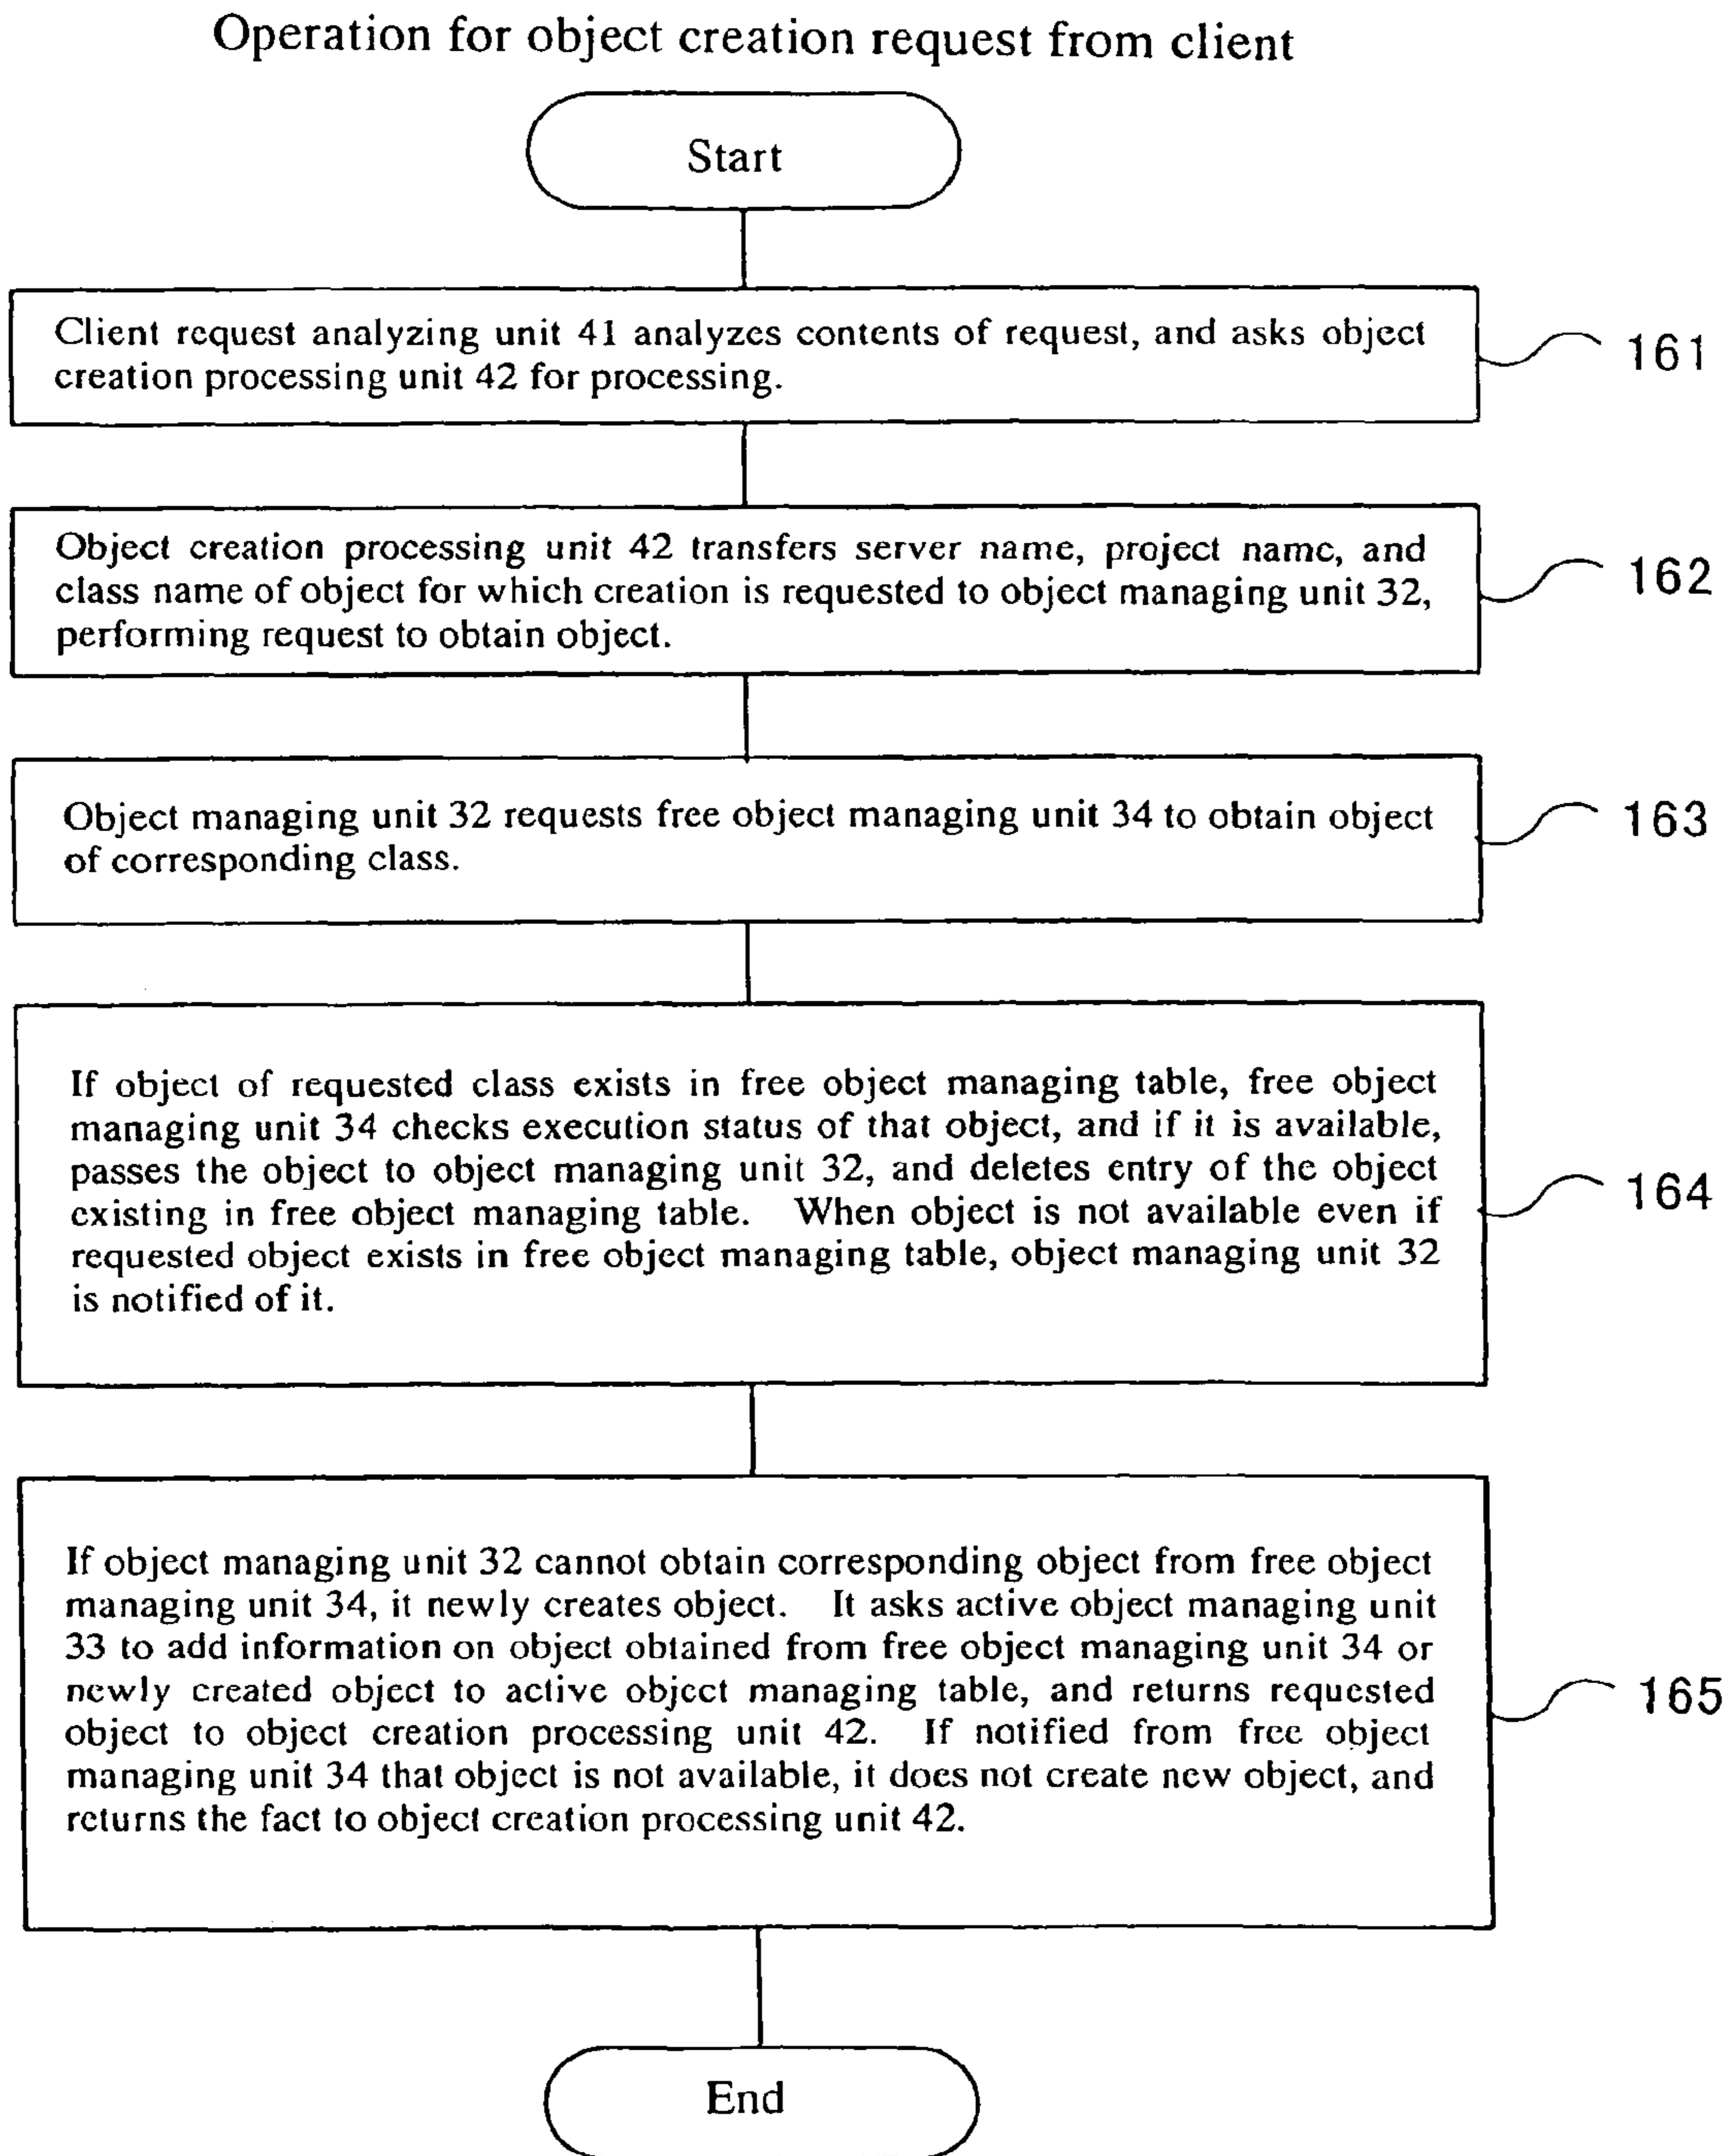 Operation for object creation request from client
Start
Client request analyzing unit 41 analyzes contents of request, and asks object
creation processing unit 42 for processing.
161
Object creation processing unit 42 transfers server name, project name, and
class name of object for which creation is requested to object managing unit 32,
performing request to obtain object.
162
Object managing unit 32 requests free object managing unit 34 to obtain object
of corresponding class.
163
If object of requested class exists in free object managing table, free object
managing unit 34 checks execution status of that object, and if it is available,
passes the object to object managing unit 32, and deletes entry of the object
existing in free object managing table. When object is not available even if
requested object exists in free object managing table, object managing unit 32
is notified of it.
164
If object managing unit 32 cannot obtain corresponding object from free object
managing unit 34, it newly creates object. It asks active object managing unit
33 to add information on object obtained from free object managing unit 34 or
newly created object to active object managing table, and returns requested
object to object creation processing unit 42. If notified from free object
managing unit 34 that object is not available, it does not create new object, and
returns the fact to object creation processing unit 42.
165
End